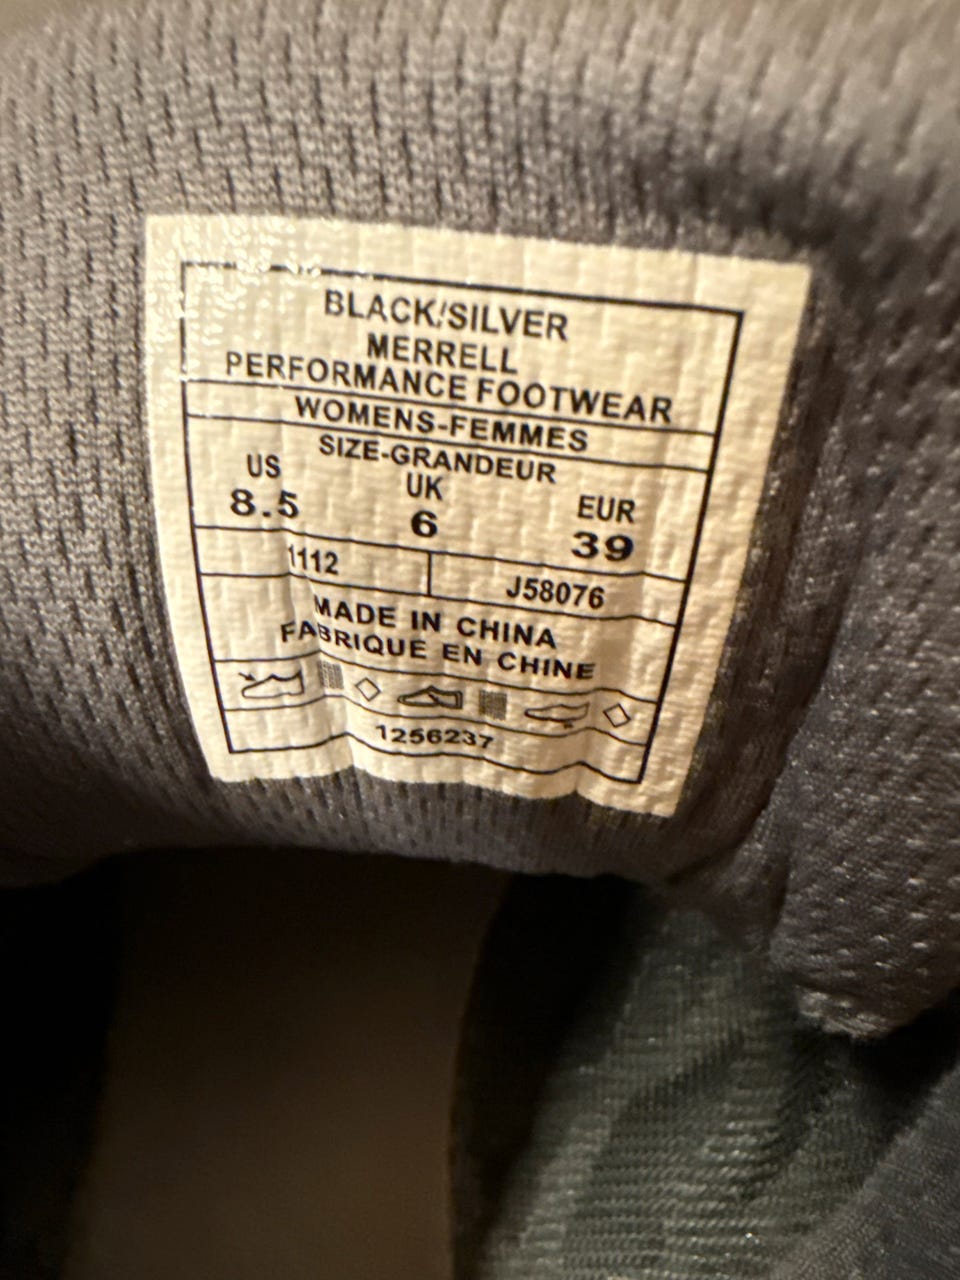 BLACK/SILVER
MERRELL
PERFORMANCE FOOTWEAR
WOMENS-FEMMES
SIZE-GRANDEUR
US UK EUR
8.5 6 39
1112 J58076
MADE IN CHINA
FABRIQUE EN CHINE
1256237